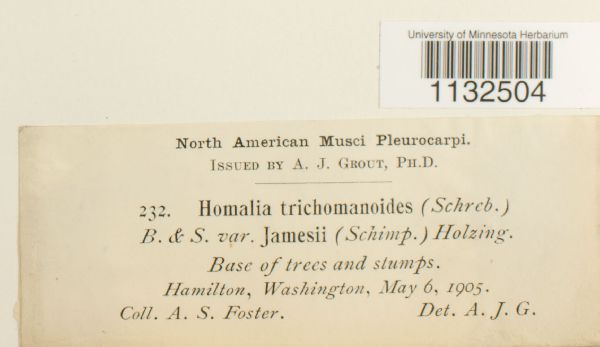 University of Minnesota Herbarium
1132504
North American Musci Pleurocarpi.
Issued by A. J. Grout, Ph.D.
232. Homalia trichomanoides (Schreb.)
B. & S. var. Jamesii (Schimp.) Holzing.
Base of trees and stumps.
Hamilton, Washington, May 6, 1905.
Coll. A. S. Foster. Det. A. J. G.